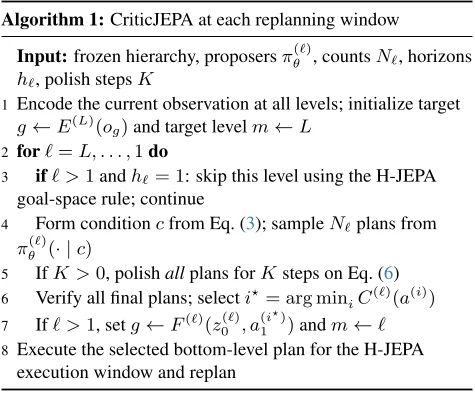 Algorithm 1: CriticJEPA at each replanning window
Input: frozen hierarchy, proposers π_θ^(ℓ), counts N_ℓ, horizons
h_ℓ, polish steps K
1 Encode the current observation at all levels; initialize target
g ← E^(L)(o_g) and target level m ← L
2 for ℓ = L, . . . , 1 do
3 if ℓ > 1 and h_ℓ = 1: skip this level using the H-JEPA
goal-space rule; continue
4 Form condition c from Eq. (3); sample N_ℓ plans from
π_θ^(ℓ)(· | c)
5 If K > 0, polish all plans for K steps on Eq. (6)
6 Verify all final plans; select i⋆ = arg min_i C^(ℓ)(a^(i))
7 If ℓ > 1, set g ← F^(ℓ)(z_0^(ℓ), a_1^(i⋆)) and m ← ℓ
8 Execute the selected bottom-level plan for the H-JEPA
execution window and replan